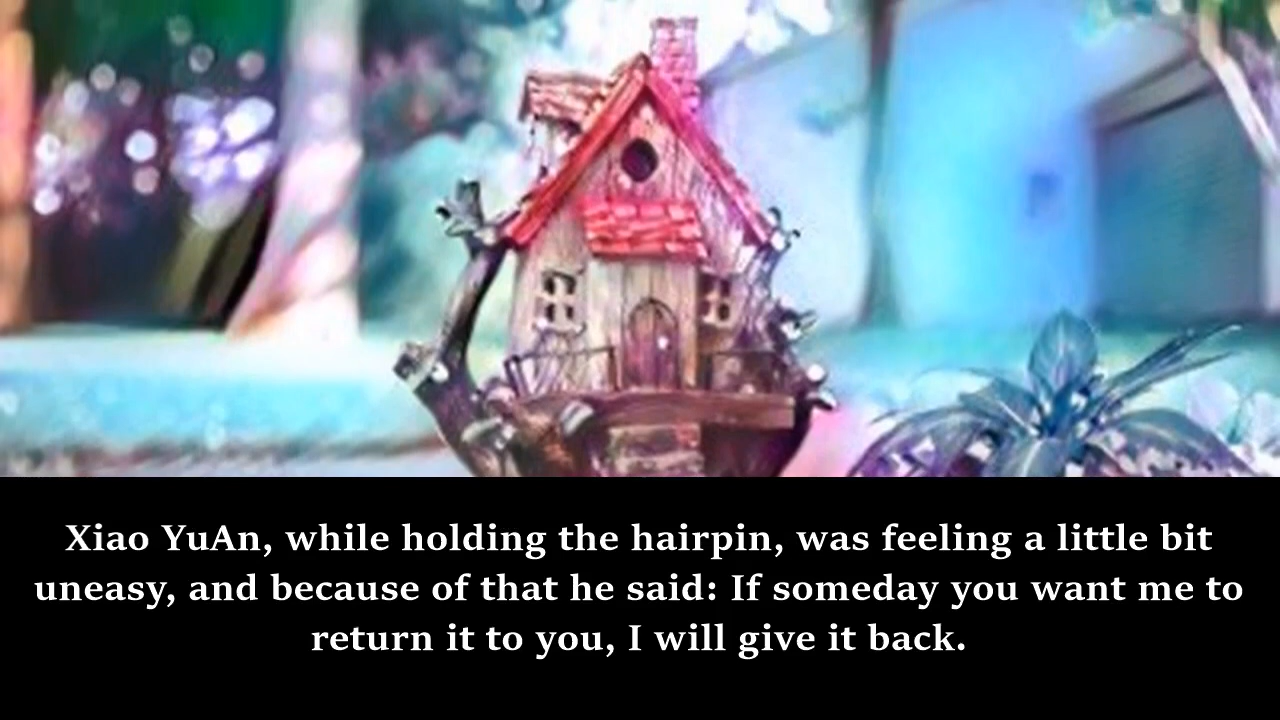 Xiao YuAn, while holding the hairpin, was feeling a little bit
uneasy, and because of that he said: If someday you want me to
return it to you, I will give it back.